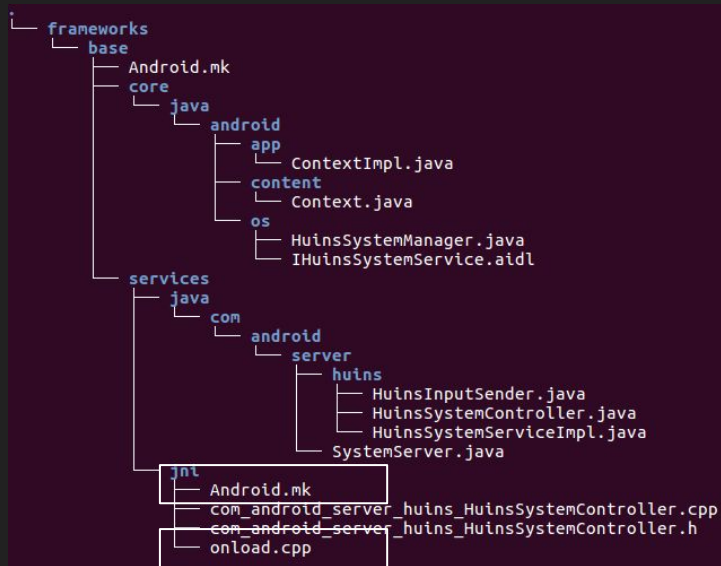 .
└── frameworks
    └── base
        ├── Android.mk
        ├── core
        │   └── java
        │       └── android
        │           ├── app
        │           │   └── ContextImpl.java
        │           ├── content
        │           │   └── Context.java
        │           └── os
        │               ├── HuinsSystemManager.java
        │               └── IHuinsSystemService.aidl
        └── services
            ├── java
            │   └── com
            │       └── android
            │           └── server
            │               ├── huins
            │               │   ├── HuinsInputSender.java
            │               │   ├── HuinsSystemController.java
            │               │   └── HuinsSystemServiceImpl.java
            │               └── SystemServer.java
            └── jni
                ├── Android.mk
                ├── com_android_server_huins_HuinsSystemController.cpp
                ├── com_android_server_huins_HuinsSystemController.h
                └── onload.cpp